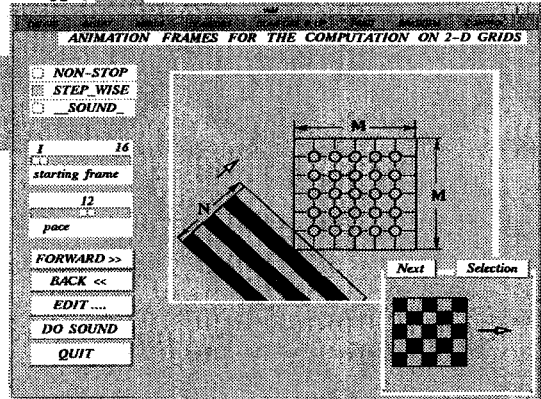 ANIMATION FRAMES FOR THE COMPUTATION ON 2-D GRIDS
NON-STOP
STEP_WISE
__SOUND_
1 16
starting frame
12
pace
FORWARD >>
BACK <<
EDIT ....
DO SOUND
QUIT
M
M
N
Next Selection